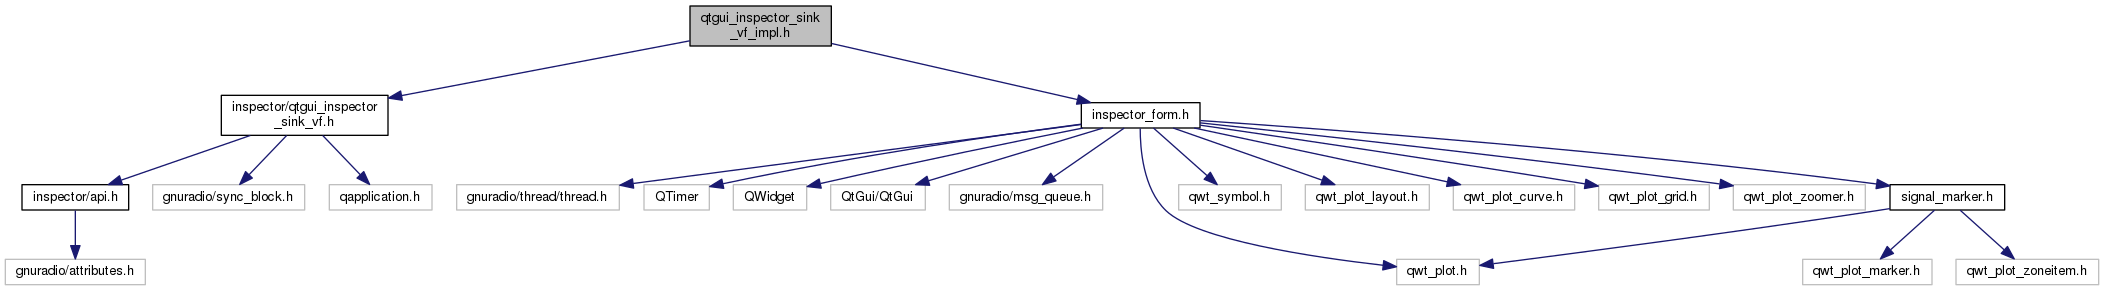 qtgui_inspector_sink
_vf_impl.h
inspector/qtgui_inspector
_sink_vf.h
inspector_form.h
inspector/api.h
gnuradio/sync_block.h
qapplication.h
gnuradio/thread/thread.h
QTimer
QWidget
QtGui/QtGui
gnuradio/msg_queue.h
qwt_symbol.h
qwt_plot_layout.h
qwt_plot_curve.h
qwt_plot_grid.h
qwt_plot_zoomer.h
signal_marker.h
gnuradio/attributes.h
qwt_plot.h
qwt_plot_marker.h
qwt_plot_zoneitem.h